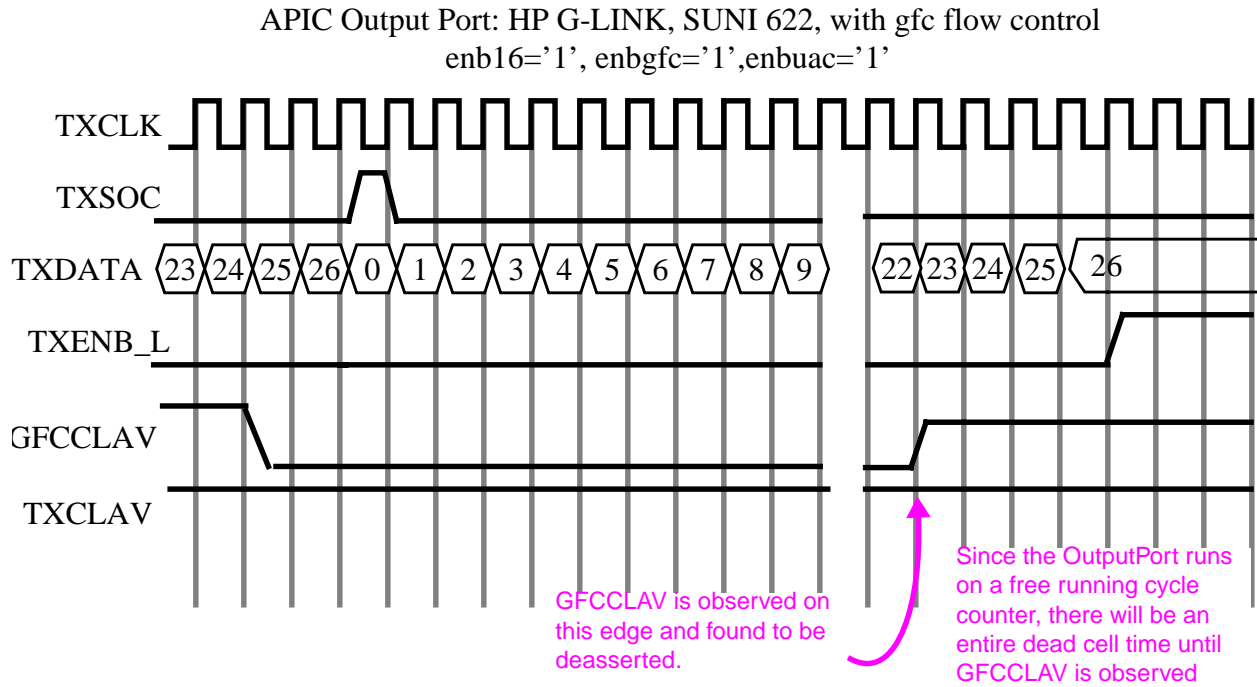 APIC Output Port: HP G-LINK, SUNI 622, with gfc flow control
enb16=’1’, enbgfc=’1’,enbuac=’1’
TXCLK
TXSOC
TXDATA 23 24 25 26 0 1 2 3 4 5 6 7 8 9 22 23 24 25 26
TXENB_L
GFCCLAV
TXCLAV
GFCCLAV is observed on
this edge and found to be
deasserted.
Since the OutputPort runs
on a free running cycle
counter, there will be an
entire dead cell time until
GFCCLAV is observed